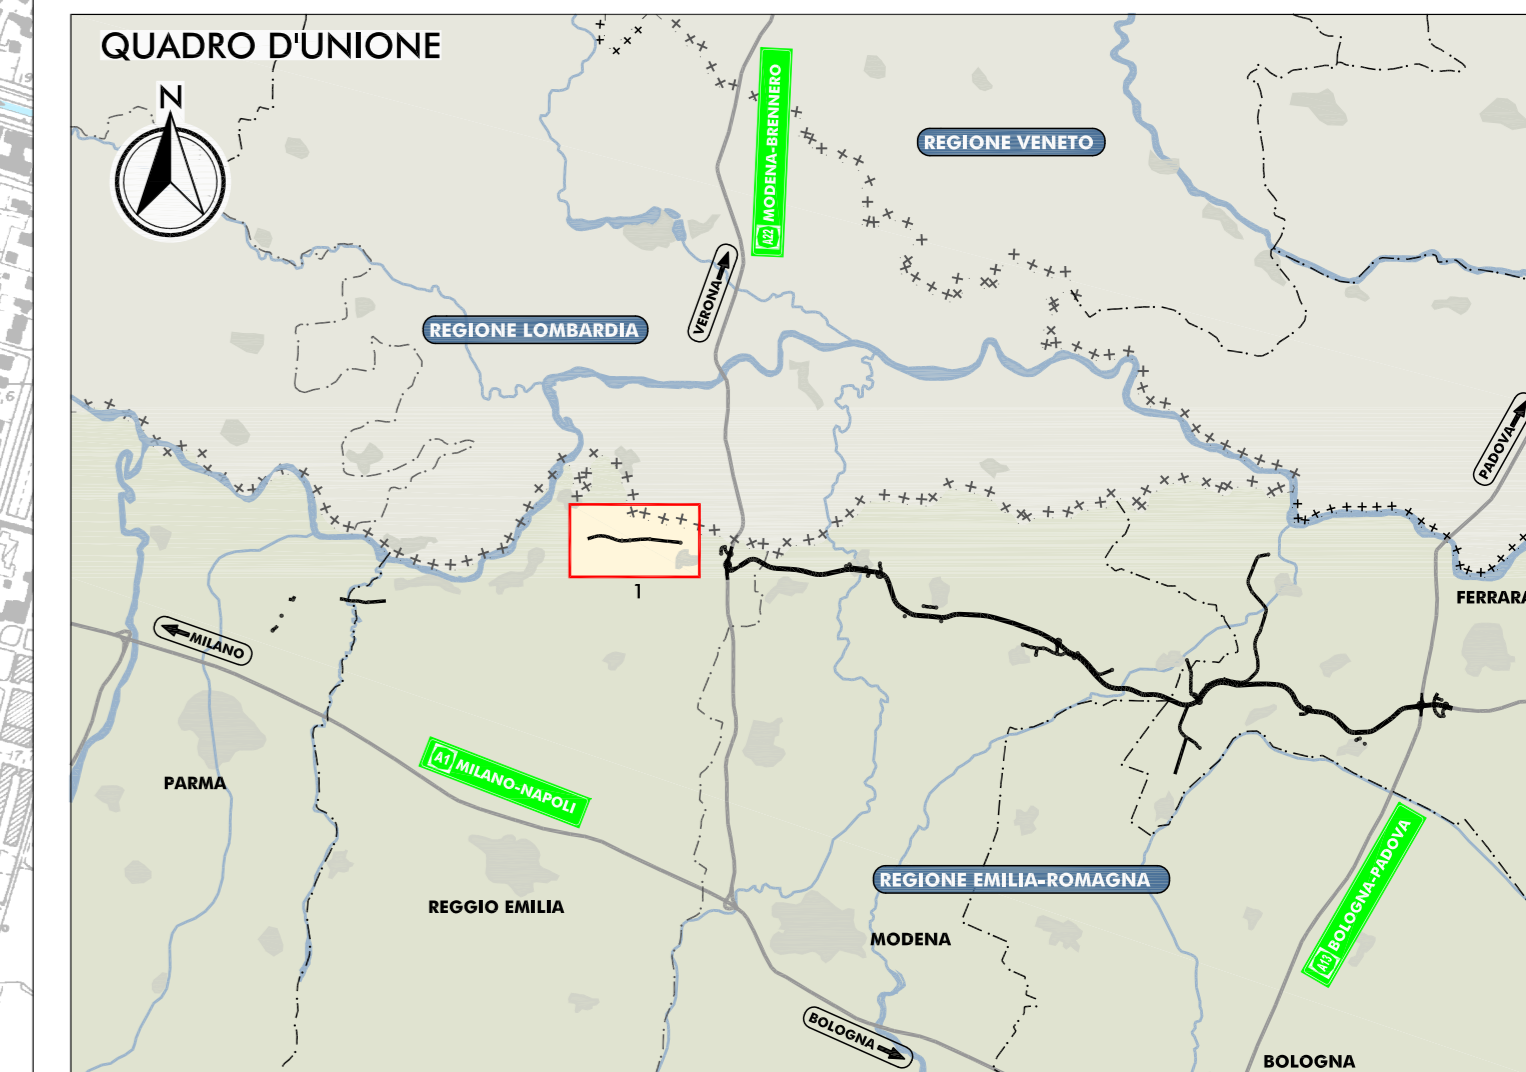 QUADRO D'UNIONE
N
A22 MODENA-BRENNERO
REGIONE VENETO
VERONA
REGIONE LOMBARDIA
PADOVA
1
FERRARA
MILANO
A1 MILANO-NAPOLI
PARMA
REGIONE EMILIA-ROMAGNA
A13 BOLOGNA-PADOVA
REGGIO EMILIA
MODENA
BOLOGNA
BOLOGNA